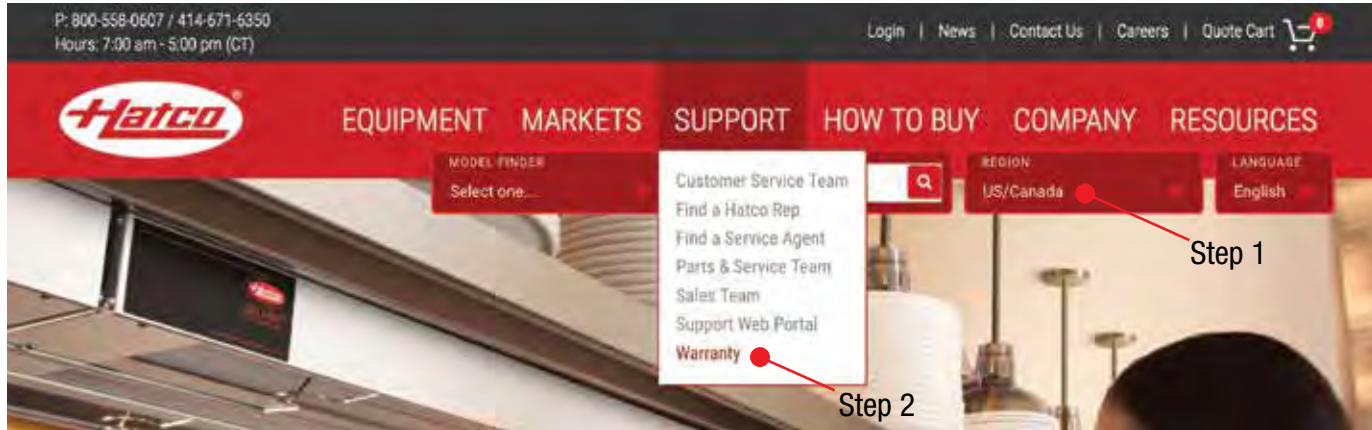 P: 800-558-0607 / 414-671-6350
Login | News | Contact Us | Careers | Quote Cart 0
Hours: 7:00 am - 5:00 pm (CT)
Hatco®
EQUIPMENT MARKETS SUPPORT HOW TO BUY COMPANY RESOURCES
MODEL FINDER
Select one...
REGION
US/Canada
LANGUAGE
English
Customer Service Team
Find a Hatco Rep
Find a Service Agent
Parts & Service Team
Sales Team
Support Web Portal
Warranty
Step 1
Step 2
Hatco